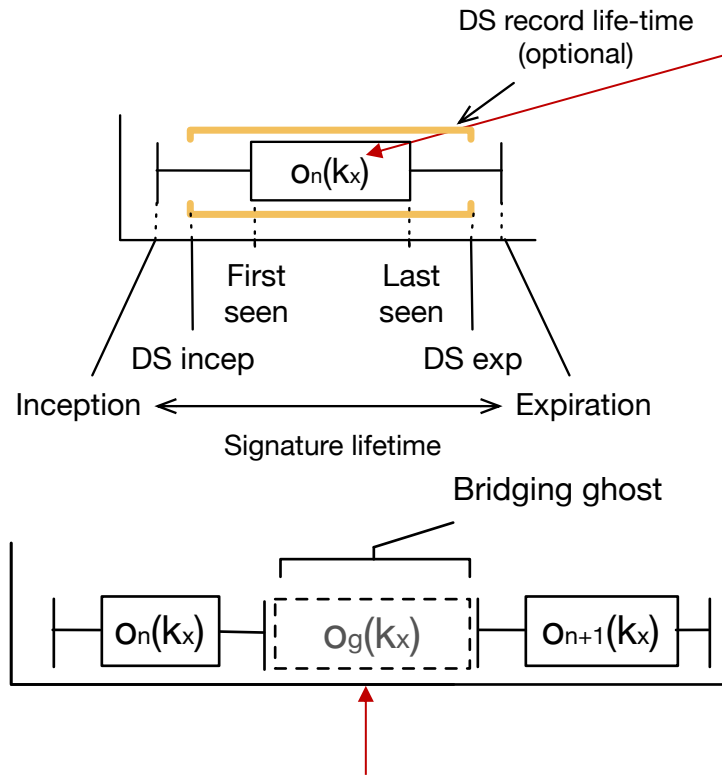 DS record life-time
(optional)
on(kx)
First
seen
Last
seen
DS incep
DS exp
Inception
Expiration
Signature lifetime
Bridging ghost
on(kx)
og(kx)
on+1(kx)